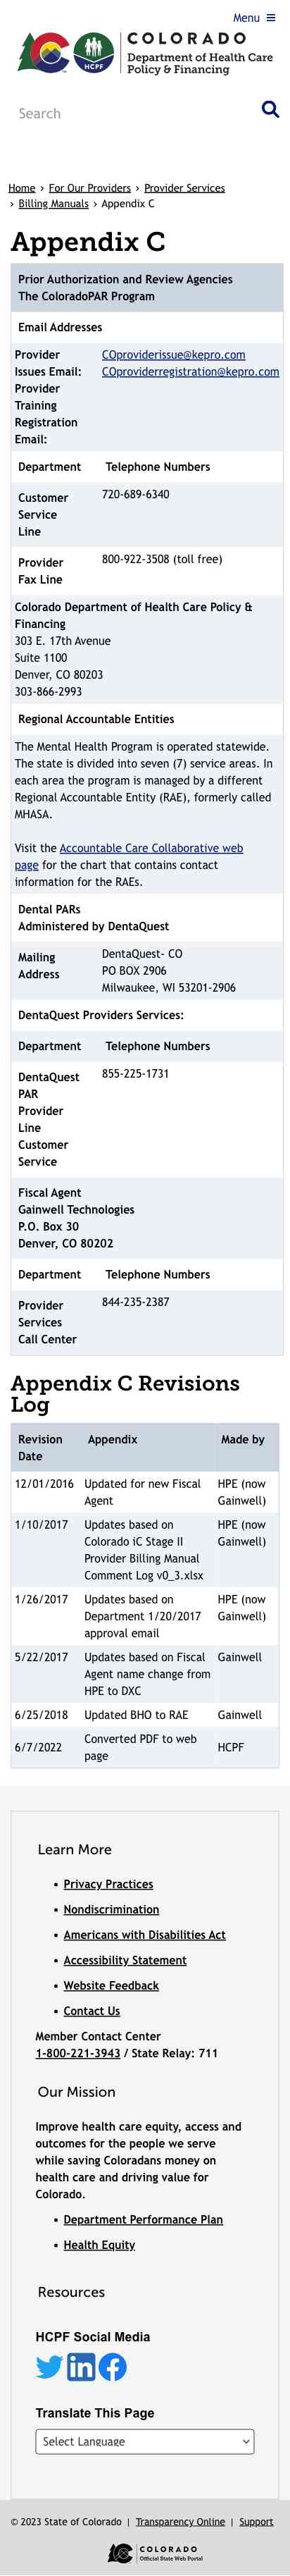 Menu
COLORADO
Department of Health Care
Policy & Financing
HCPF
Search
Home › For Our Providers › Provider Services
› Billing Manuals › Appendix C
Appendix C
Prior Authorization and Review Agencies
The ColoradoPAR Program
Email Addresses
Provider COproviderissue@kepro.com
Issues Email: COproviderregistration@kepro.com
Provider
Training
Registration
Email:
Department Telephone Numbers
Customer 720-689-6340
Service
Line
Provider 800-922-3508 (toll free)
Fax Line
Colorado Department of Health Care Policy &
Financing
303 E. 17th Avenue
Suite 1100
Denver, CO 80203
303-866-2993
Regional Accountable Entities
The Mental Health Program is operated statewide.
The state is divided into seven (7) service areas. In
each area the program is managed by a different
Regional Accountable Entity (RAE), formerly called
MHASA.
Visit the Accountable Care Collaborative web
page for the chart that contains contact
information for the RAEs.
Dental PARs
Administered by DentaQuest
Mailing DentaQuest- CO
Address PO BOX 2906
Milwaukee, WI 53201-2906
DentaQuest Providers Services:
Department Telephone Numbers
DentaQuest 855-225-1731
PAR
Provider
Line
Customer
Service
Fiscal Agent
Gainwell Technologies
P.O. Box 30
Denver, CO 80202
Department Telephone Numbers
Provider 844-235-2387
Services
Call Center
Appendix C Revisions
Log
Revision Appendix Made by
Date
12/01/2016 Updated for new Fiscal HPE (now
Agent Gainwell)
1/10/2017 Updates based on HPE (now
Colorado iC Stage II Gainwell)
Provider Billing Manual
Comment Log v0_3.xlsx
1/26/2017 Updates based on HPE (now
Department 1/20/2017 Gainwell)
approval email
5/22/2017 Updates based on Fiscal Gainwell
Agent name change from
HPE to DXC
6/25/2018 Updated BHO to RAE Gainwell
6/7/2022 Converted PDF to web HCPF
page
Learn More
• Privacy Practices
• Nondiscrimination
• Americans with Disabilities Act
• Accessibility Statement
• Website Feedback
• Contact Us
Member Contact Center
1-800-221-3943 / State Relay: 711
Our Mission
Improve health care equity, access and
outcomes for the people we serve
while saving Coloradans money on
health care and driving value for
Colorado.
• Department Performance Plan
• Health Equity
Resources
HCPF Social Media
Translate This Page
Select Language
© 2023 State of Colorado | Transparency Online | Support
COLORADO
Official State Web Portal